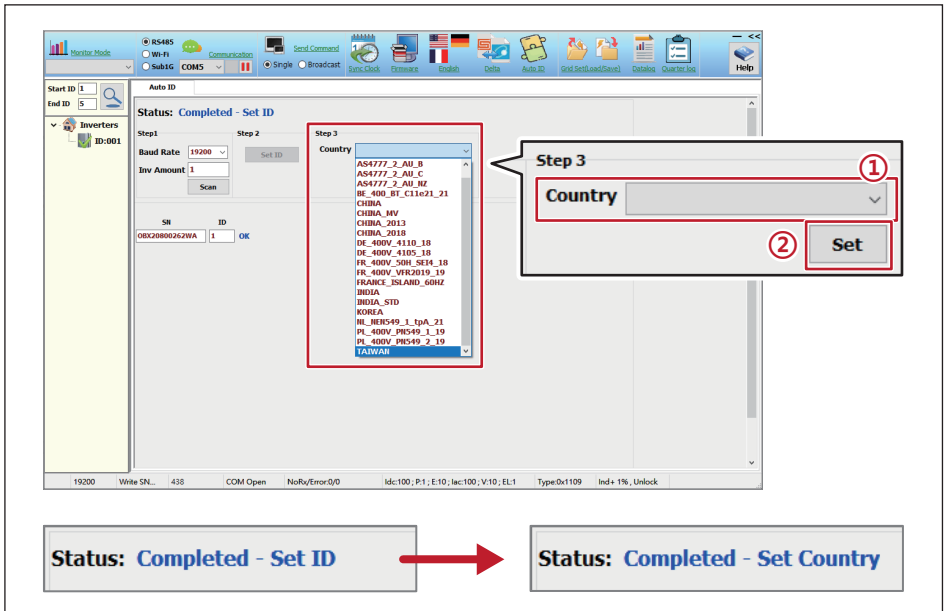 Monitor Mode
RS485
Wi-Fi
Sub1G
COM5
Communication
Send Command
Single
Broadcast
Sync Clock
Firmware
English
Delta
Auto ID
Grid Set(Load/Save)
Datalog
Quarter log
— <<
Help
Start ID 1
End ID 5
Inverters
ID:001
Auto ID
Status: Completed - Set ID
Step1
Step 2
Step 3
Baud Rate 19200
Set ID
Country
Inv Amount 1
Scan
SN ID
OBX20800262WA 1 OK
AS4777_2_AU_B
AS4777_2_AU_C
AS4777_2_AU_NZ
BE_400_BT_C11e21_21
CHINA
CHINA_MV
CHINA_2013
CHINA_2018
DE_400V_4110_18
DE_400V_4105_18
FR_400V_50H_SEI4_18
FR_400V_VFR2019_19
FRANCE_ISLAND_60HZ
INDIA
INDIA_STD
KOREA
NL_NEN549_1_tpA_21
PL_400V_PN549_1_19
PL_400V_PN549_2_19
TAIWAN
Step 3
①
Country
② Set
19200 Write SN... 438 COM Open NoRx/Error:0/0 Idc:100 ; P:1 ; E:10 ; Iac:100 ; V:10 ; EL:1 Type:0x1109 Ind+ 1% , Unlock
Status: Completed - Set ID
Status: Completed - Set Country